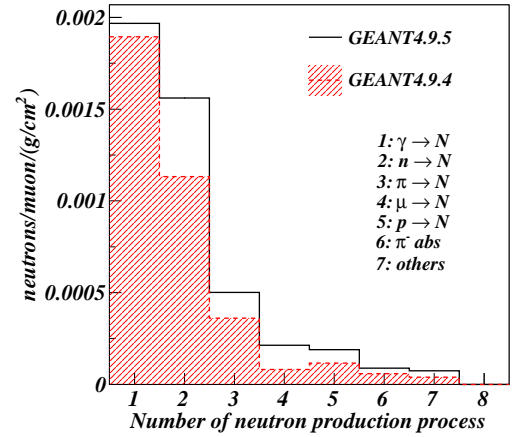 neutrons/muon/(g/cm²)
0.002
0.0015
0.001
0.0005
0
GEANT4.9.5
GEANT4.9.4
1: γ → N
2: n → N
3: π → N
4: μ → N
5: p → N
6: π⁻ abs
7: others
1 2 3 4 5 6 7 8
Number of neutron production process